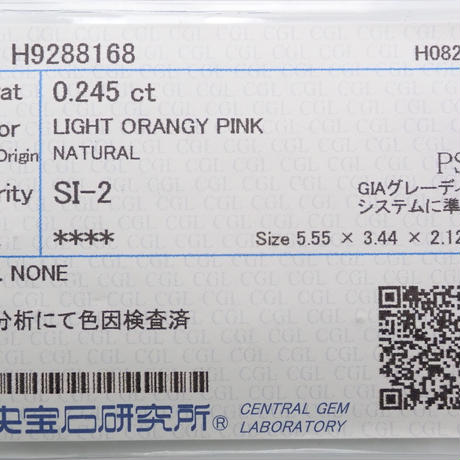 H9288168 H082
at 0.245 ct
or LIGHT ORANGY PINK
Origin NATURAL
rity SI-2
PS
GIAグレーディ
システムに準
**** Size 5.55 × 3.44 × 2.12
. NONE
分析にて色因検査済
央宝石研究所® CENTRAL GEM
LABORATORY